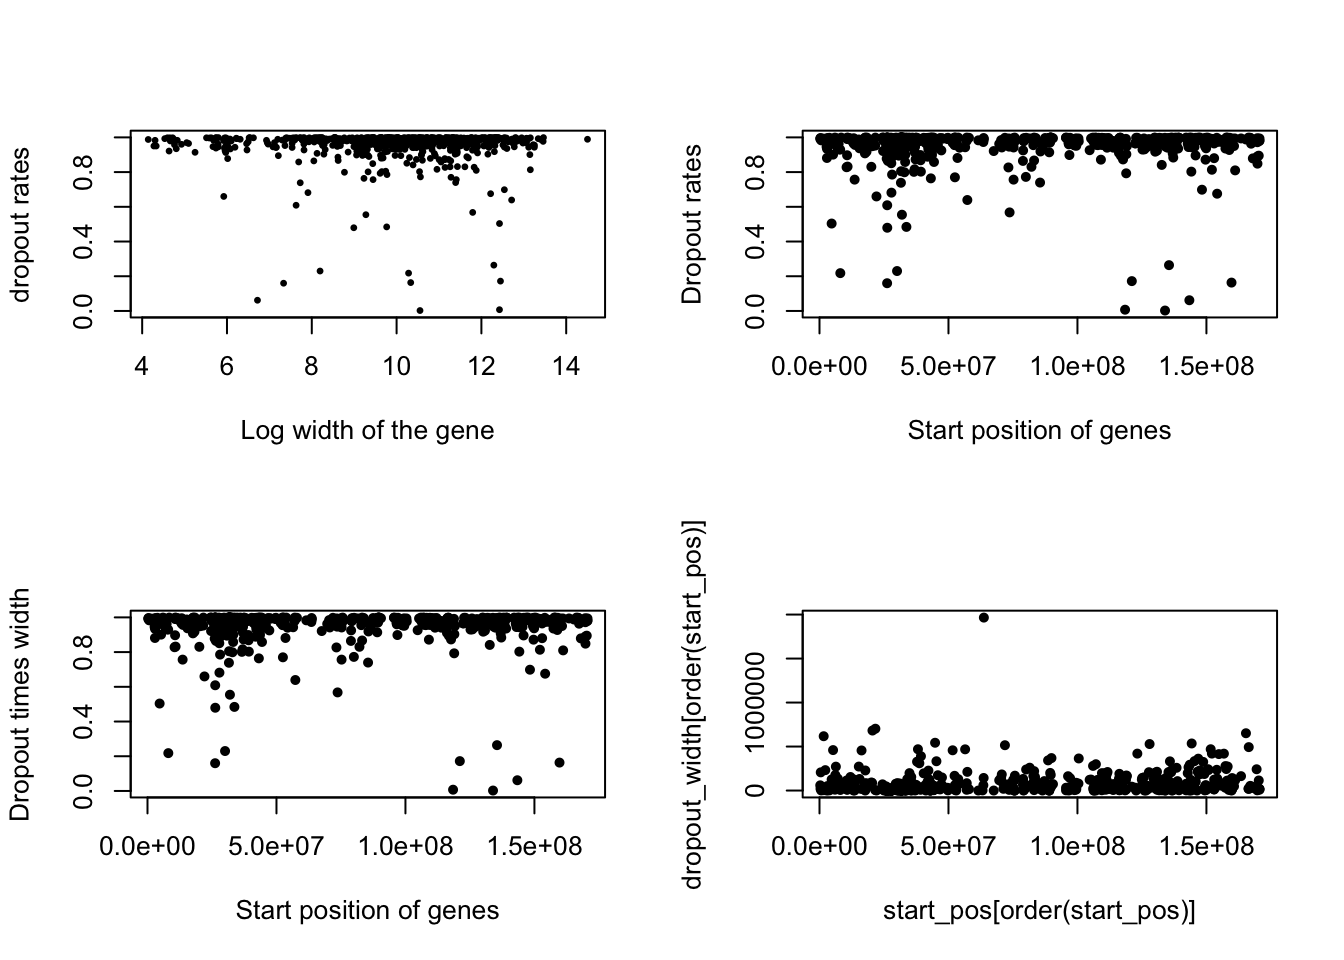 dropout rates
0.0 0.4 0.8
4 6 8 10 12 14
Log width of the gene
Dropout rates
0.0 0.4 0.8
0.0e+00 5.0e+07 1.0e+08 1.5e+08
Start position of genes
Dropout times width
0.0 0.4 0.8
0.0e+00 5.0e+07 1.0e+08 1.5e+08
Start position of genes
dropout_width[order(start_pos)]
0 1000000
0.0e+00 5.0e+07 1.0e+08 1.5e+08
start_pos[order(start_pos)]